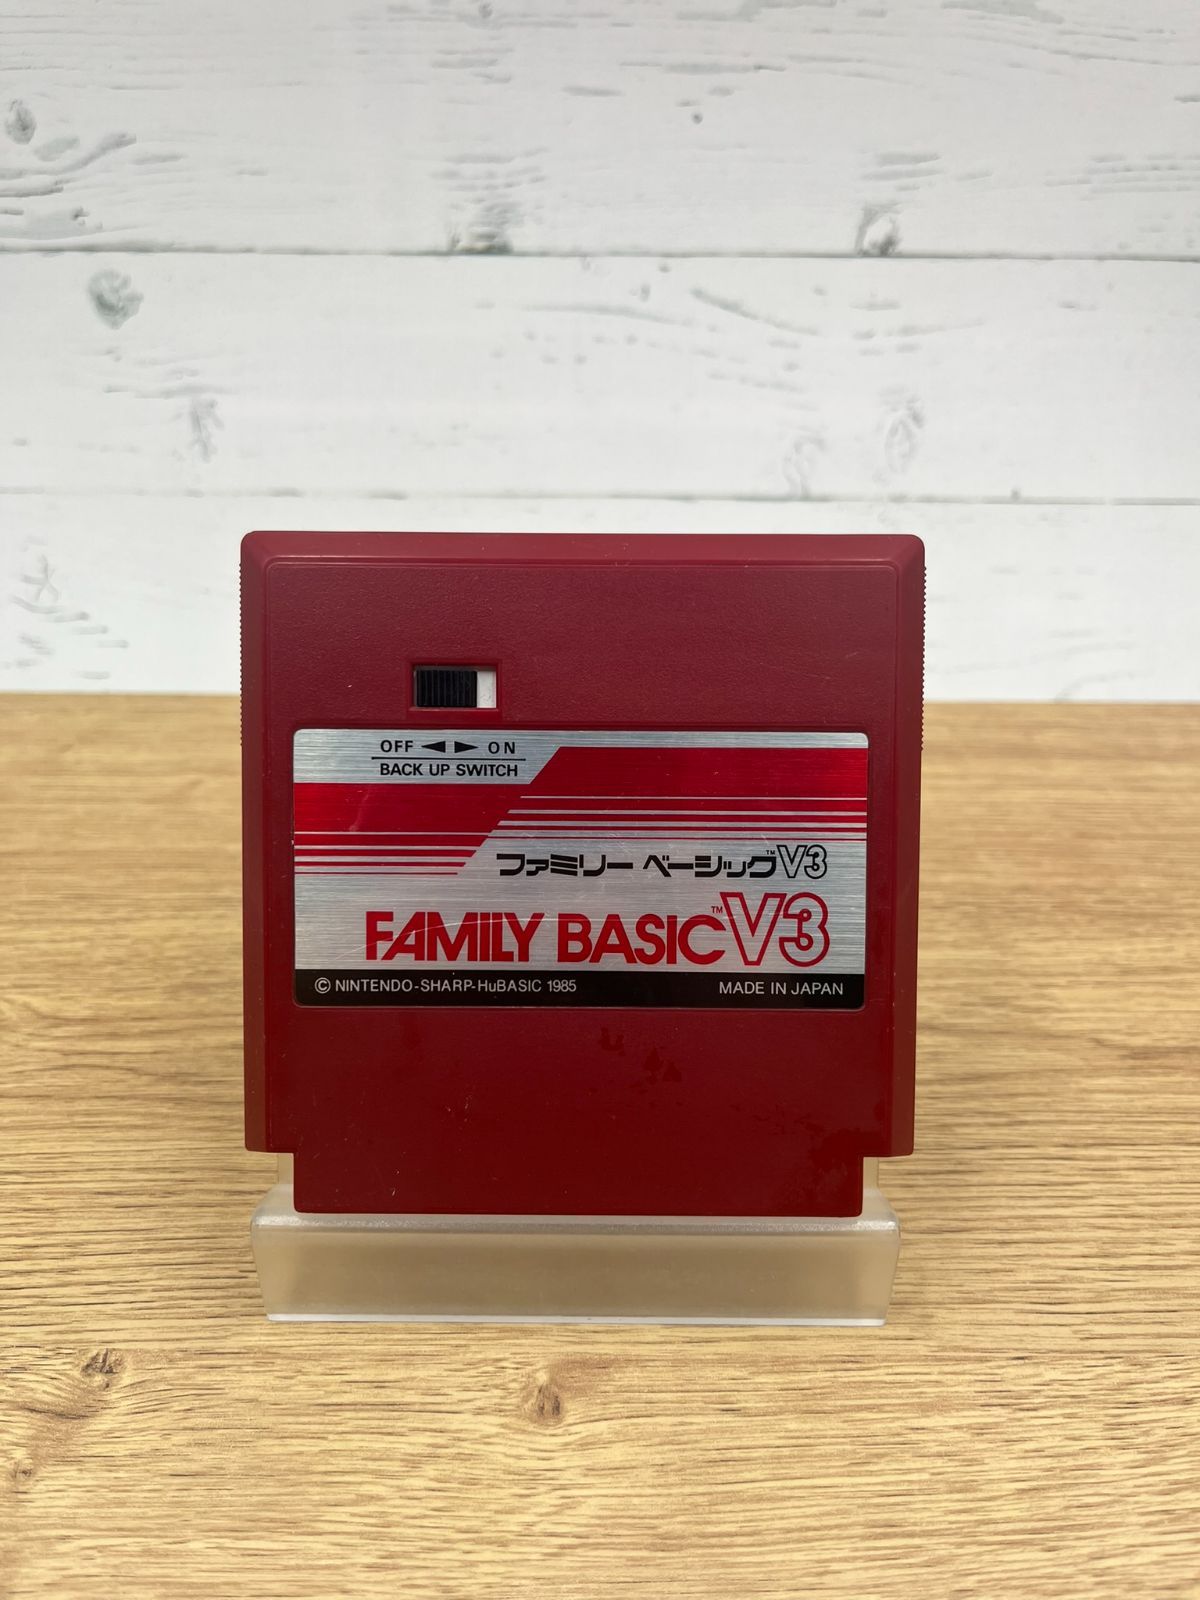 OFF ◀ ▶ ON
BACK UP SWITCH
ファミリー ベーシック™V3
FAMILY BASIC™V3
© NINTENDO-SHARP-HuBASIC 1985 MADE IN JAPAN